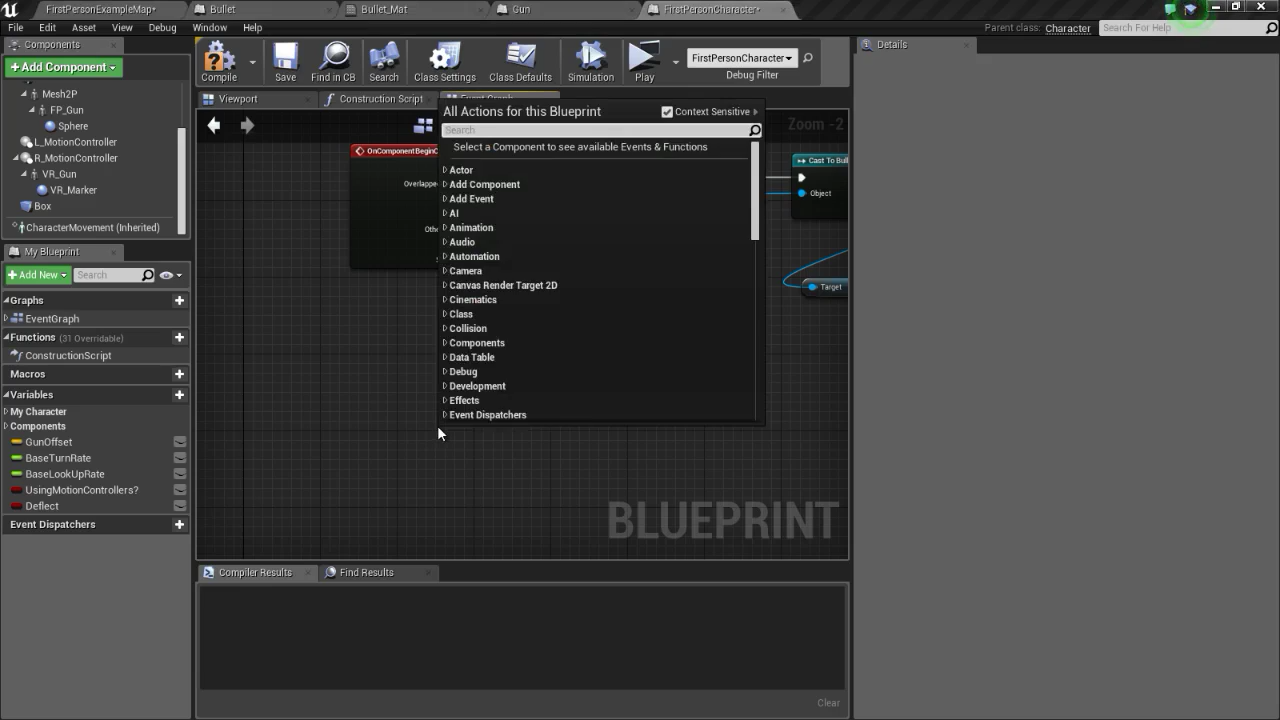 FirstPersonExampleMap*
Bullet
Bullet_Mat
Gun
FirstPersonCharacter*
File
Edit
Asset
View
Debug
Window
Help
Parent class: Character
Search For Help
Components
+ Add Component
Mesh2P
FP_Gun
Sphere
L_MotionController
R_MotionController
VR_Gun
VR_Marker
Box
CharacterMovement (Inherited)
My Blueprint
+ Add New
Search
Graphs
EventGraph
Functions (31 Overridable)
ConstructionScript
Macros
Variables
My Character
Components
GunOffset
BaseTurnRate
BaseLookUpRate
UsingMotionControllers?
Deflect
Event Dispatchers
Compile
Save
Find in CB
Search
Class Settings
Class Defaults
Simulation
Play
FirstPersonCharacter
Debug Filter
Viewport
Construction Script
Event Graph
Zoom -2
OnComponentBeginO
Overlappe
Othe
Cast To Bull
Object
Target
All Actions for this Blueprint
Context Sensitive
Search
Select a Component to see available Events & Functions
Actor
Add Component
Add Event
AI
Animation
Audio
Automation
Camera
Canvas Render Target 2D
Cinematics
Class
Collision
Components
Data Table
Debug
Development
Effects
Event Dispatchers
BLUEPRINT
Compiler Results
Find Results
Clear
Details